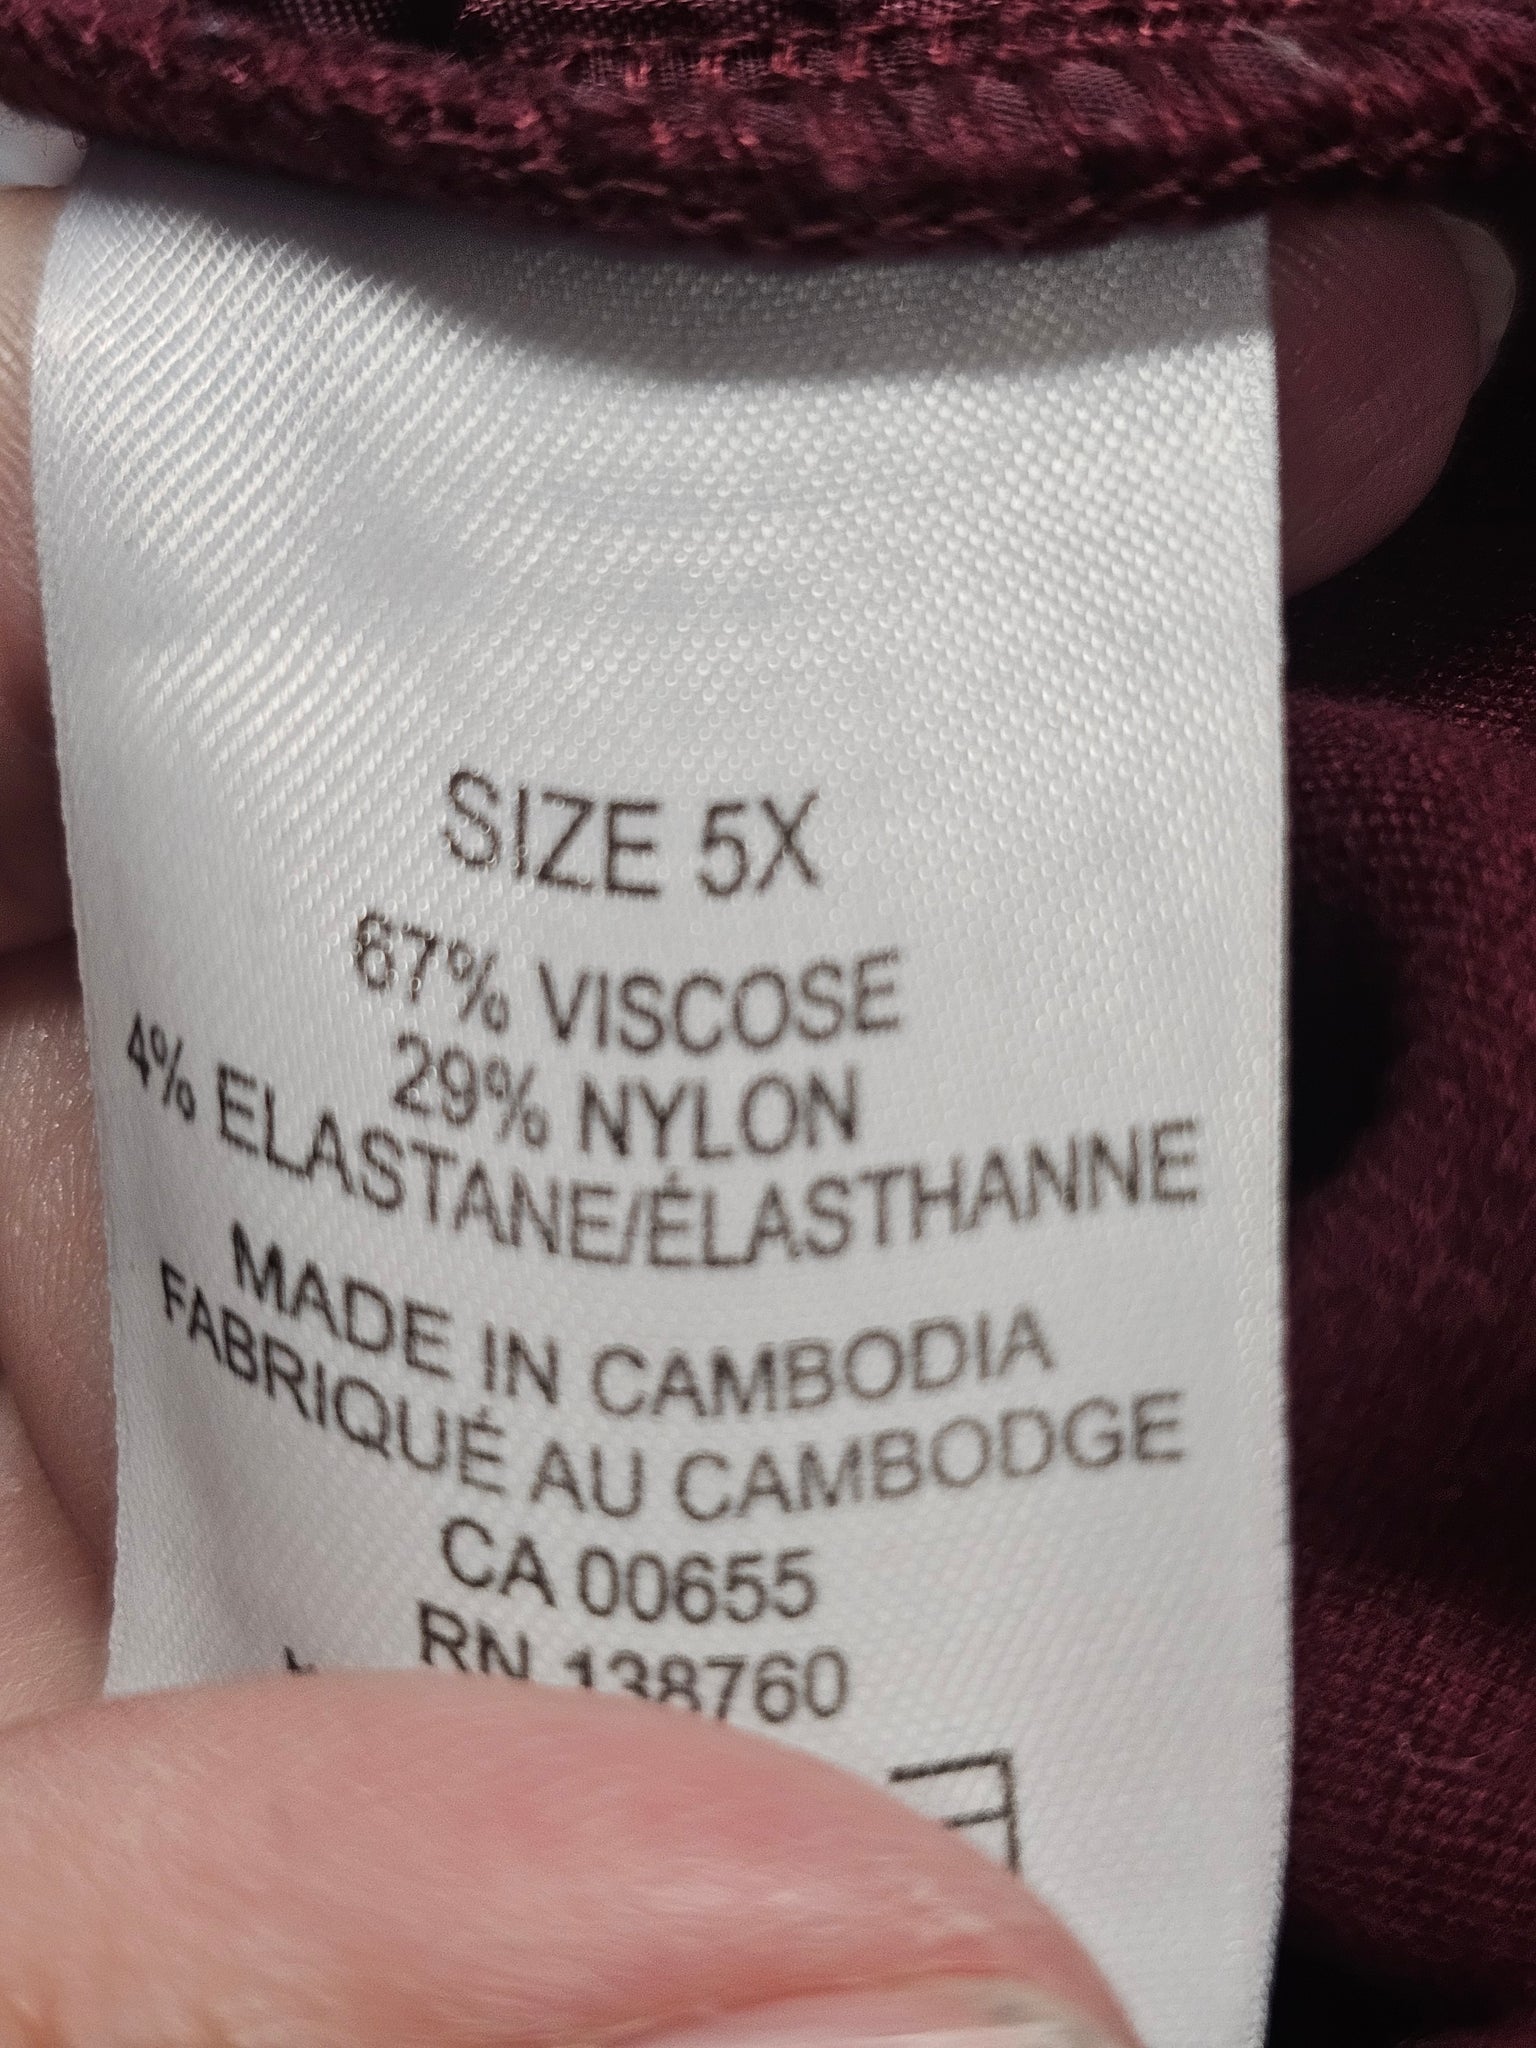 SIZE 5X
67% VISCOSE
29% NYLON
4% ELASTANE/ÉLASTHANNE
MADE IN CAMBODIA
FABRIQUÉ AU CAMBODGE
CA 00655
RN 138760